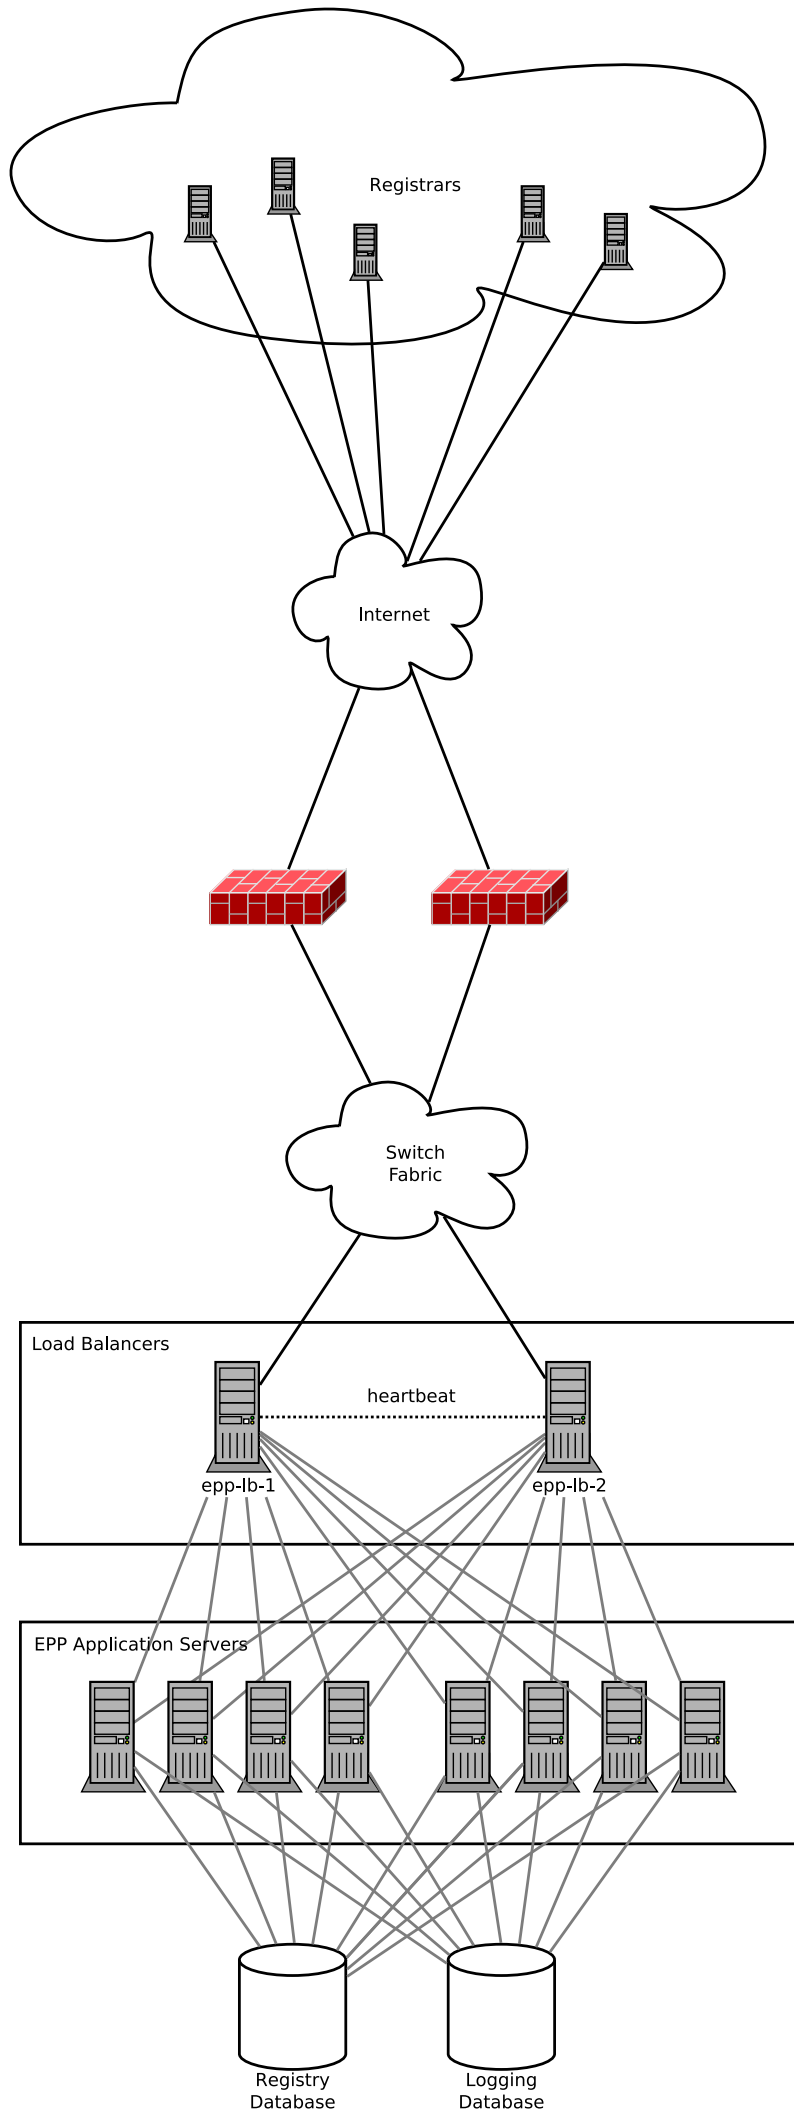 Registrars
Internet
Switch
Fabric
Load Balancers
heartbeat
epp-lb-1
epp-lb-2
EPP Application Servers
Registry
Database
Logging
Database